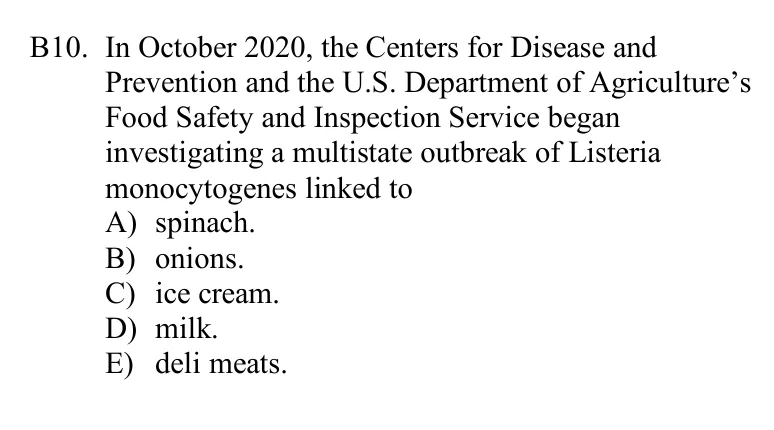 B10. In October 2020, the Centers for Disease and
Prevention and the U.S. Department of Agriculture’s
Food Safety and Inspection Service began
investigating a multistate outbreak of Listeria
monocytogenes linked to
A) spinach.
B) onions.
C) ice cream.
D) milk.
E) deli meats.